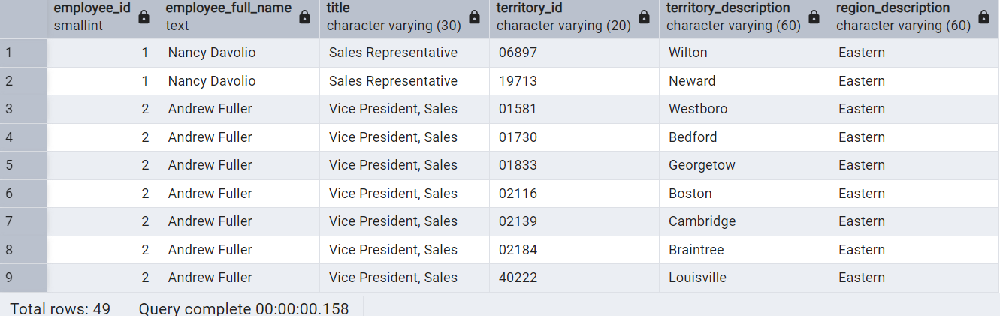 employee_id employee_full_name title territory_id territory_description region_description
smallint text character varying (30) character varying (20) character varying (60) character varying (60)
1 1 Nancy Davolio Sales Representative 06897 Wilton Eastern
2 1 Nancy Davolio Sales Representative 19713 Neward Eastern
3 2 Andrew Fuller Vice President, Sales 01581 Westboro Eastern
4 2 Andrew Fuller Vice President, Sales 01730 Bedford Eastern
5 2 Andrew Fuller Vice President, Sales 01833 Georgetow Eastern
6 2 Andrew Fuller Vice President, Sales 02116 Boston Eastern
7 2 Andrew Fuller Vice President, Sales 02139 Cambridge Eastern
8 2 Andrew Fuller Vice President, Sales 02184 Braintree Eastern
9 2 Andrew Fuller Vice President, Sales 40222 Louisville Eastern
Total rows: 49 Query complete 00:00:00.158